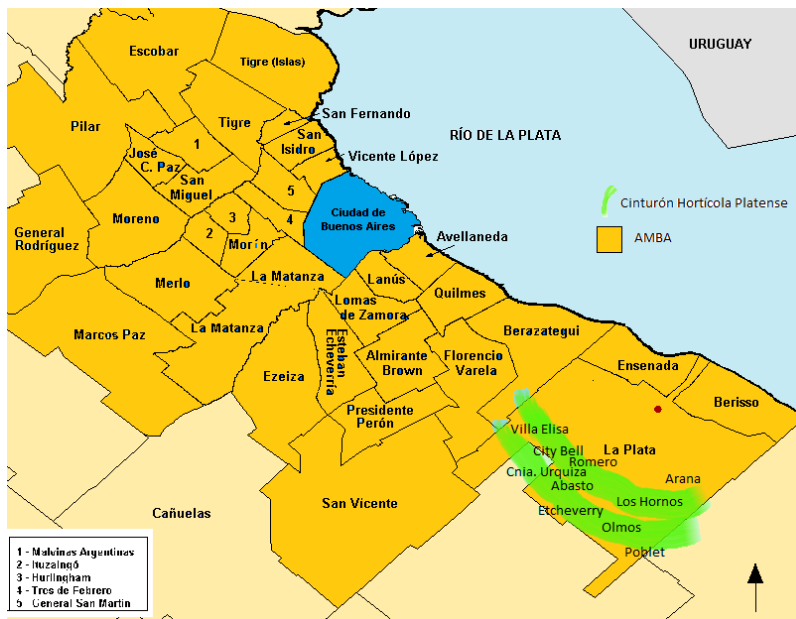 URUGUAY
Escobar
Tigre (Islas)
San Fernando
Pilar
Tigre
RÍO DE LA PLATA
San
Isidro
1
José
C. Paz
Vicente López
San
Miguel
5
Cinturón Hortícola Platense
Moreno
3
4
Ciudad de
Buenos Aires
General
Rodríguez
2
Morín
Avellaneda
AMBA
La Matanza
Lanús
Merlo
Quilmes
Lomas
de Zamora
La Matanza
Marcos Paz
Berazategui
Esteban
Echeverría
Almirante
Brown
Florencio
Varela
Ensenada
Ezeiza
Berisso
Presidente
Perón
Villa Elisa
City Bell
La Plata
Romero
Cnia. Urquiza
Abasto
Arana
San Vicente
Los Hornos
Etcheverry
Cañuelas
Olmos
Poblet
1 - Malvinas Argentinas
2 - Ituzaingó
3 - Hurlingham
4 - Tres de Febrero
5 General San Martín